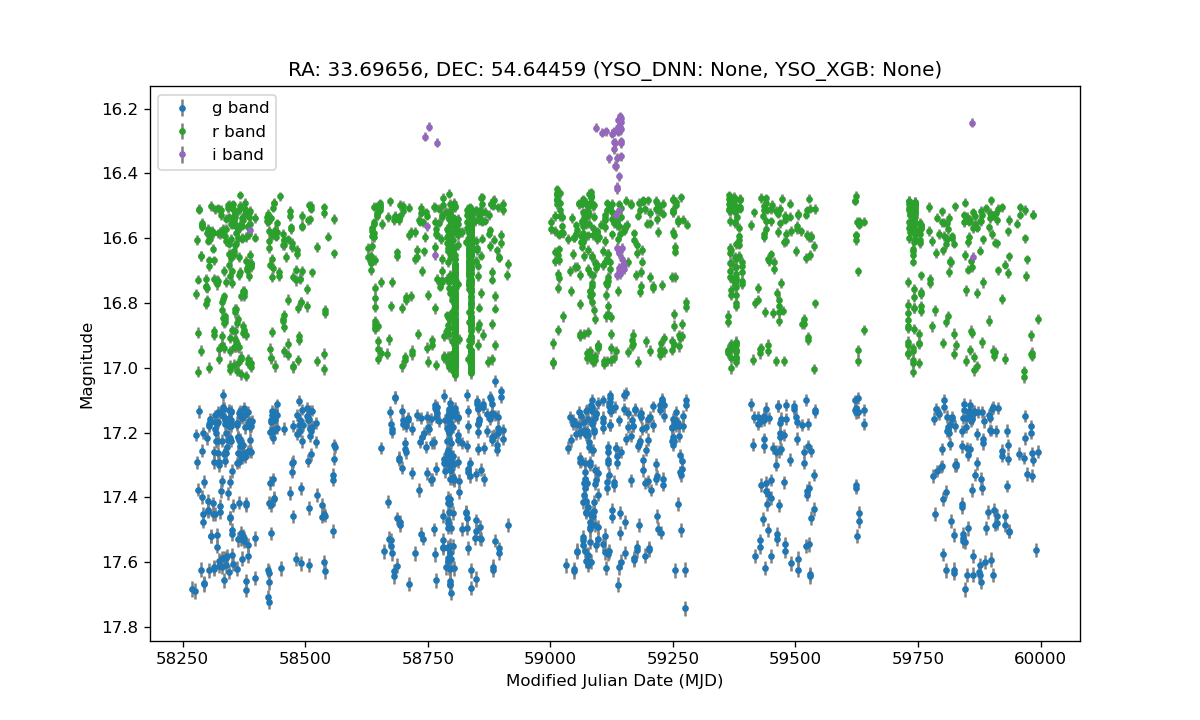 RA: 33.69656, DEC: 54.64459 (YSO_DNN: None, YSO_XGB: None)
g band
r band
i band
16.2
16.4
16.6
16.8
17.0
17.2
17.4
17.6
17.8
Magnitude
58250
58500
58750
59000
59250
59500
59750
60000
Modified Julian Date (MJD)